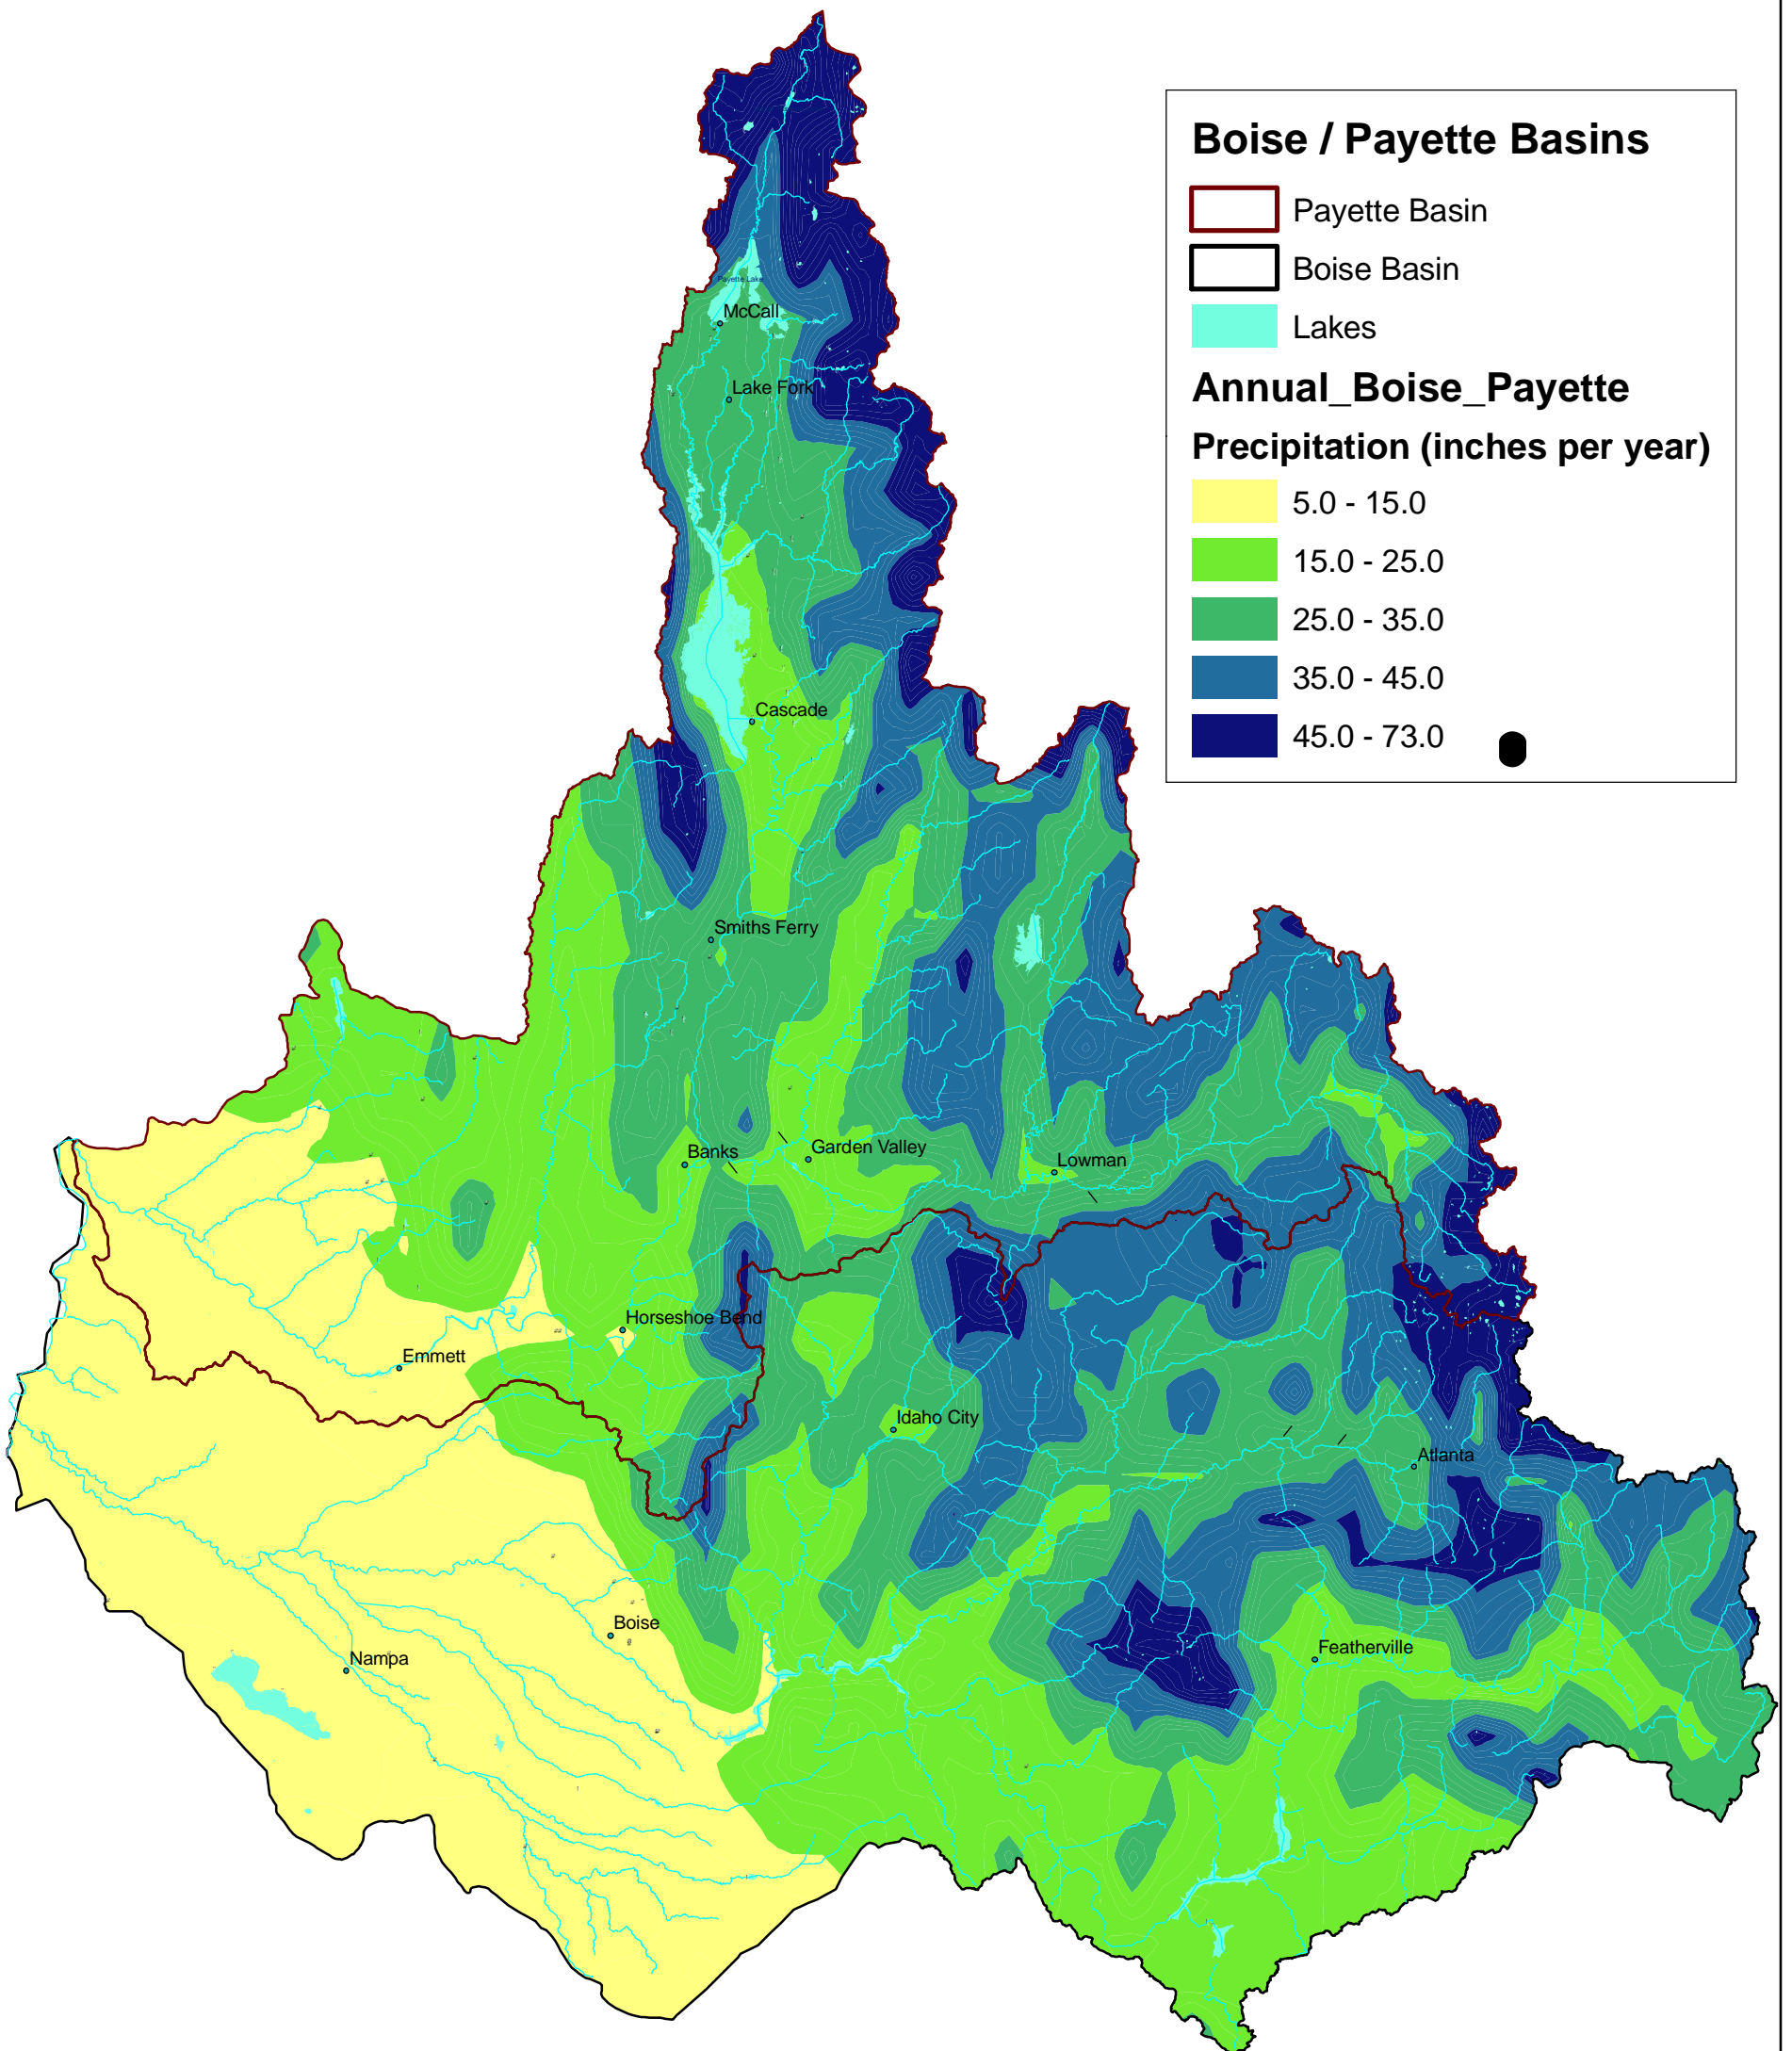 Boise / Payette Basins
Payette Basin
Boise Basin
Lakes
Annual_Boise_Payette
Precipitation (inches per year)
5.0 - 15.0
15.0 - 25.0
25.0 - 35.0
35.0 - 45.0
45.0 - 73.0
Payette Lake
McCall
Lake Fork
Cascade
Smiths Ferry
Banks
Garden Valley
Lowman
Horseshoe Bend
Emmett
Idaho City
Atlanta
Boise
Featherville
Nampa